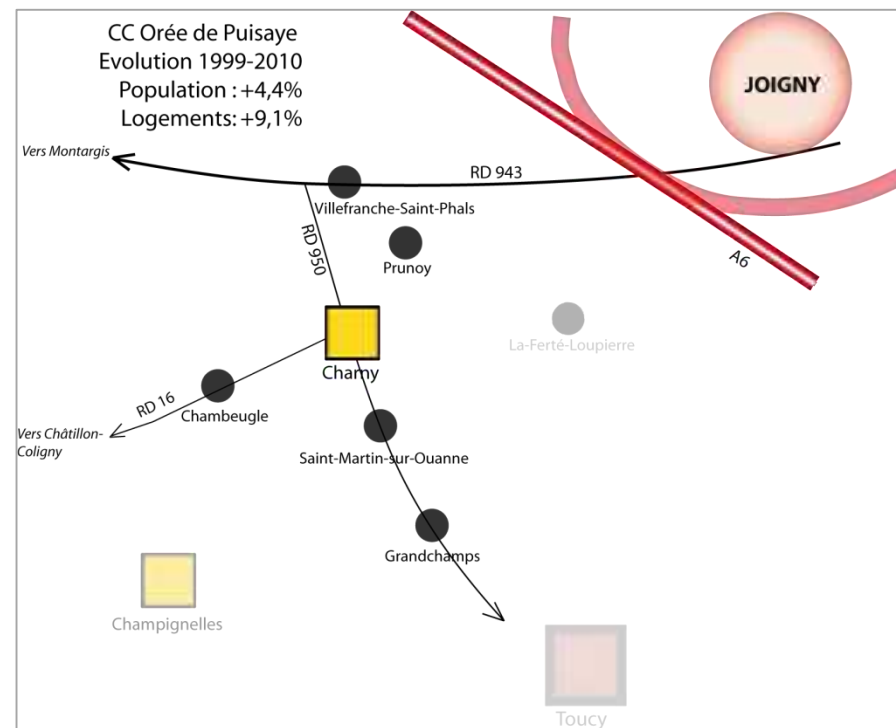 CC Orée de Puisaye
Evolution 1999-2010
Population : +4,4%
Logements: +9,1%
JOIGNY
Vers Montargis
RD 943
Villefranche-Saint-Phals
RD 950
Prunoy
A6
La-Ferté-Loupierre
Charny
RD 16
Chambeugle
Vers Châtillon-
Coligny
Saint-Martin-sur-Ouanne
Grandchamps
Champignelles
Toucy